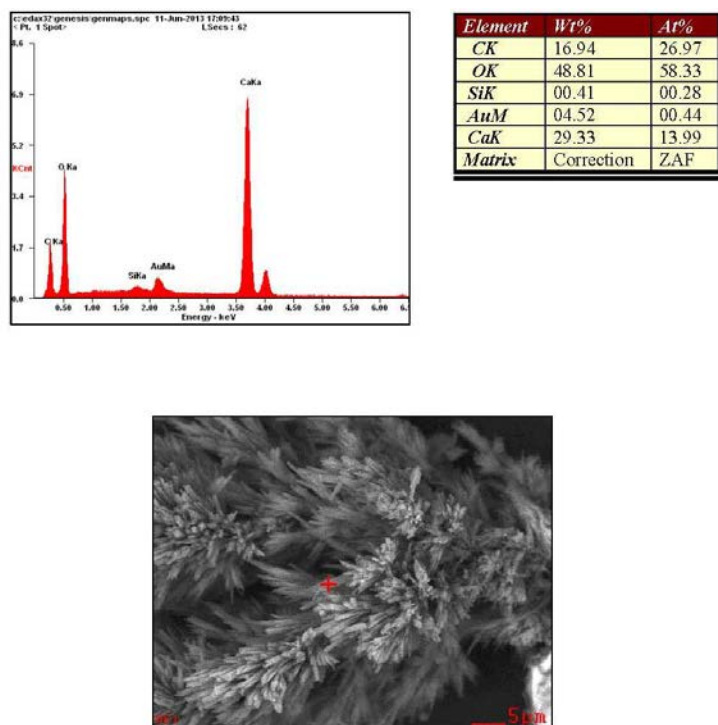 c:\edax32\genesis\genmaps.spc 11-Jun-2013 17:09:43
< Pt. 1 Spot>
LSecs : 62
8.6
6.9
5.2
KCnt
3.4
1.7
0.0
C Ka
O Ka
SiKa
AuMa
CaKa
0.50 1.00 1.50 2.00 2.50 3.00 3.50 4.00 4.50 5.00 5.50 6.00
Energy - keV
Element Wt% At%
CK 16.94 26.97
OK 48.81 58.33
SiK 00.41 00.28
AuM 04.52 00.44
CaK 29.33 13.99
Matrix Correction ZAF
5µm